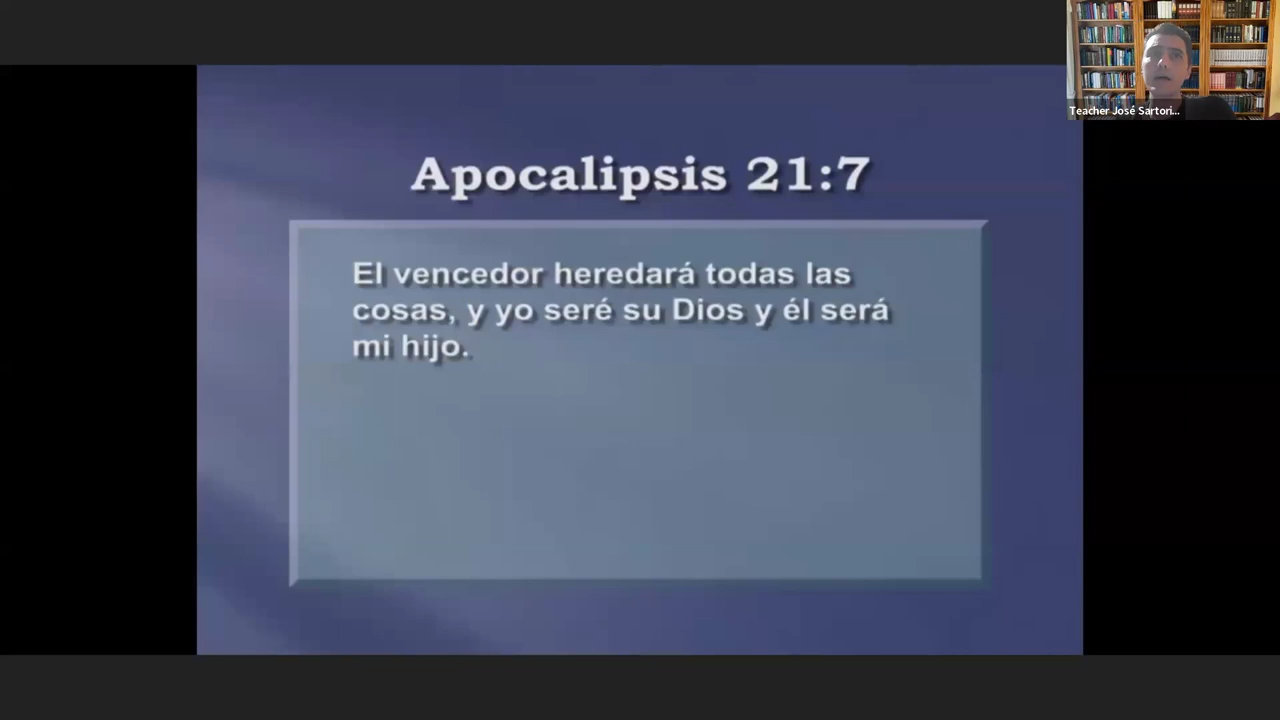 Teacher José Sartori...
Apocalipsis 21:7
El vencedor heredará todas las
cosas, y yo seré su Dios y él será
mi hijo.